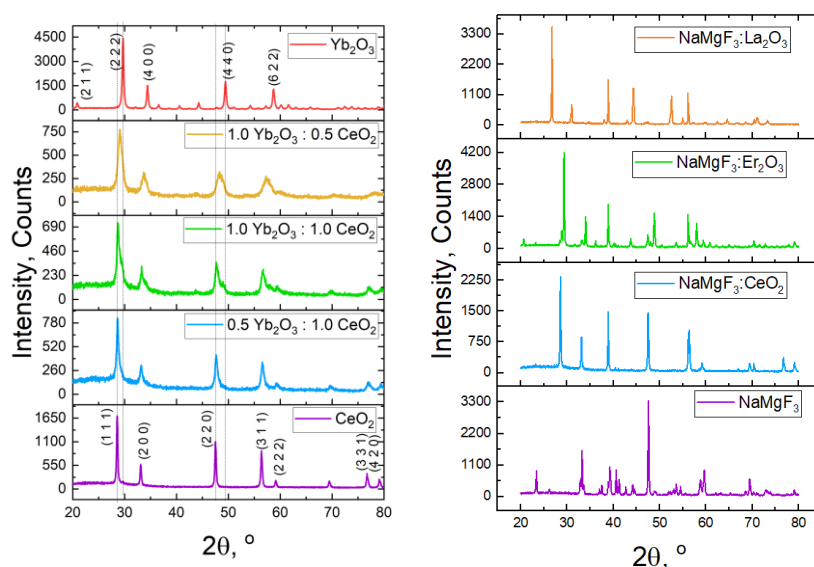 Intensity, Counts
4500
3000
1500
0
(2 1 1)
(2 2 2)
(4 0 0)
(4 4 0)
(6 2 2)
Yb₂O₃
750
500
250
0
1.0 Yb₂O₃ : 0.5 CeO₂
690
460
230
0
1.0 Yb₂O₃ : 1.0 CeO₂
780
520
260
0
0.5 Yb₂O₃ : 1.0 CeO₂
1650
1100
550
0
(1 1 1)
(2 0 0)
(2 2 0)
(3 1 1)
(2 2 2)
(3 3 1)
(4 2 0)
CeO₂
20 30 40 50 60 70 80
2θ, °
Intensity, Counts
3300
2200
1100
0
NaMgF₃:La₂O₃
4200
2800
1400
0
NaMgF₃:Er₂O₃
2250
1500
750
0
NaMgF₃:CeO₂
3300
2200
1100
0
NaMgF₃
20 30 40 50 60 70 80
2θ, °